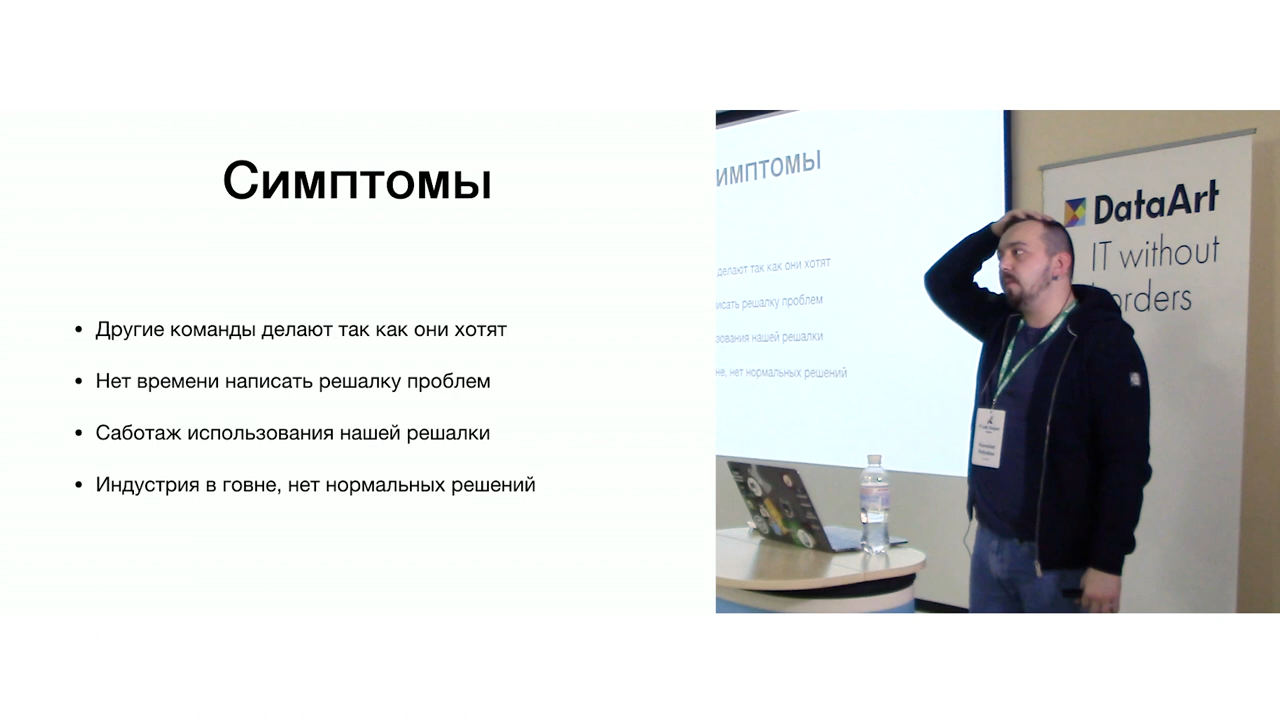 Симптомы
• Другие команды делают так как они хотят
• Нет времени написать решалку проблем
• Саботаж использования нашей решалки
• Индустрия в говне, нет нормальных решений
имптомы
делают так как они хотят
исать решалку проблем
зования нашей решалки
не, нет нормальных решений
DataArt
IT without
orders